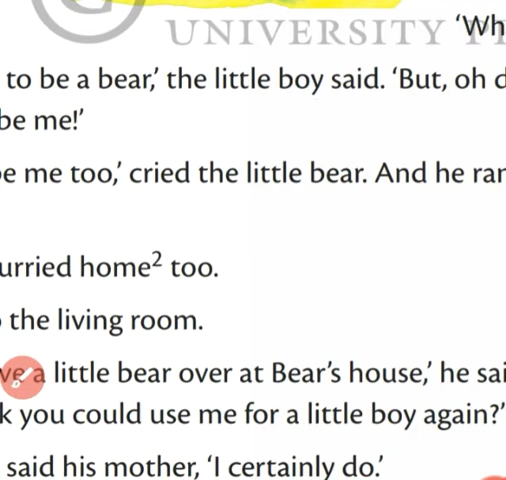 UNIVERSITY
'Wh
to be a bear,' the little boy said. 'But, oh d
be me!'
e me too,' cried the little bear. And he ran
urried home² too.
the living room.
ve a little bear over at Bear's house,' he sai
k you could use me for a little boy again?'
said his mother, 'I certainly do.'